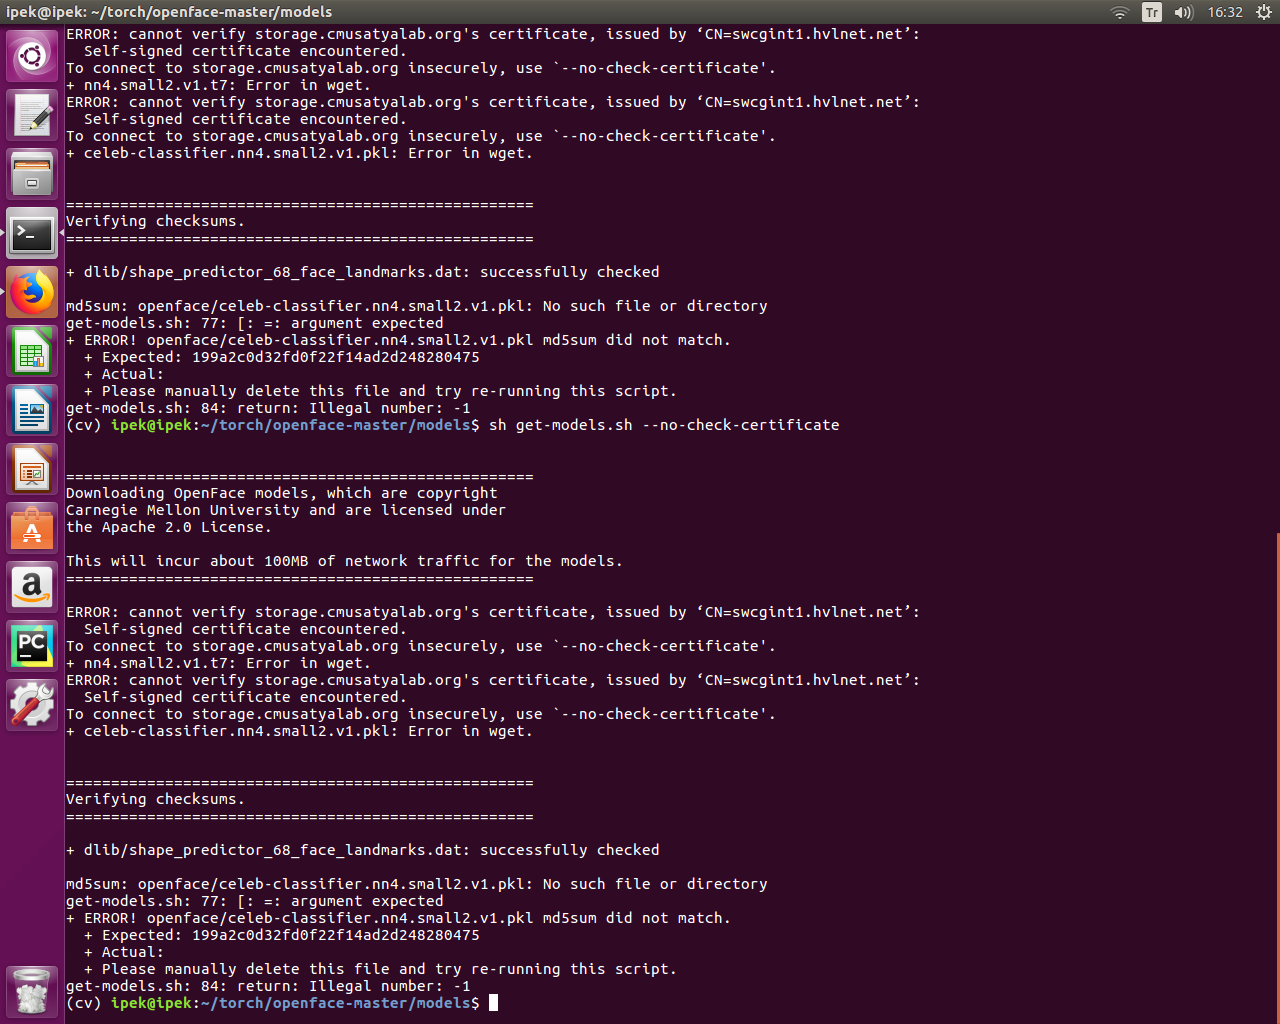 ipek@ipek: ~/torch/openface-master/models
Tr
16:32
ERROR: cannot verify storage.cmusatyalab.org's certificate, issued by ‘CN=swcgint1.hvlnet.net’:
  Self-signed certificate encountered.
To connect to storage.cmusatyalab.org insecurely, use `--no-check-certificate'.
+ nn4.small2.v1.t7: Error in wget.
ERROR: cannot verify storage.cmusatyalab.org's certificate, issued by ‘CN=swcgint1.hvlnet.net’:
  Self-signed certificate encountered.
To connect to storage.cmusatyalab.org insecurely, use `--no-check-certificate'.
+ celeb-classifier.nn4.small2.v1.pkl: Error in wget.
====================================================
Verifying checksums.
====================================================
+ dlib/shape_predictor_68_face_landmarks.dat: successfully checked
md5sum: openface/celeb-classifier.nn4.small2.v1.pkl: No such file or directory
get-models.sh: 77: [: =: argument expected
+ ERROR! openface/celeb-classifier.nn4.small2.v1.pkl md5sum did not match.
  + Expected: 199a2c0d32fd0f22f14ad2d248280475
  + Actual:
  + Please manually delete this file and try re-running this script.
get-models.sh: 84: return: Illegal number: -1
(cv) ipek@ipek:~/torch/openface-master/models$ sh get-models.sh --no-check-certificate
====================================================
Downloading OpenFace models, which are copyright
Carnegie Mellon University and are licensed under
the Apache 2.0 License.
This will incur about 100MB of network traffic for the models.
====================================================
ERROR: cannot verify storage.cmusatyalab.org's certificate, issued by ‘CN=swcgint1.hvlnet.net’:
  Self-signed certificate encountered.
To connect to storage.cmusatyalab.org insecurely, use `--no-check-certificate'.
+ nn4.small2.v1.t7: Error in wget.
ERROR: cannot verify storage.cmusatyalab.org's certificate, issued by ‘CN=swcgint1.hvlnet.net’:
  Self-signed certificate encountered.
To connect to storage.cmusatyalab.org insecurely, use `--no-check-certificate'.
+ celeb-classifier.nn4.small2.v1.pkl: Error in wget.
====================================================
Verifying checksums.
====================================================
+ dlib/shape_predictor_68_face_landmarks.dat: successfully checked
md5sum: openface/celeb-classifier.nn4.small2.v1.pkl: No such file or directory
get-models.sh: 77: [: =: argument expected
+ ERROR! openface/celeb-classifier.nn4.small2.v1.pkl md5sum did not match.
  + Expected: 199a2c0d32fd0f22f14ad2d248280475
  + Actual:
  + Please manually delete this file and try re-running this script.
get-models.sh: 84: return: Illegal number: -1
(cv) ipek@ipek:~/torch/openface-master/models$
>_
A
a
PC